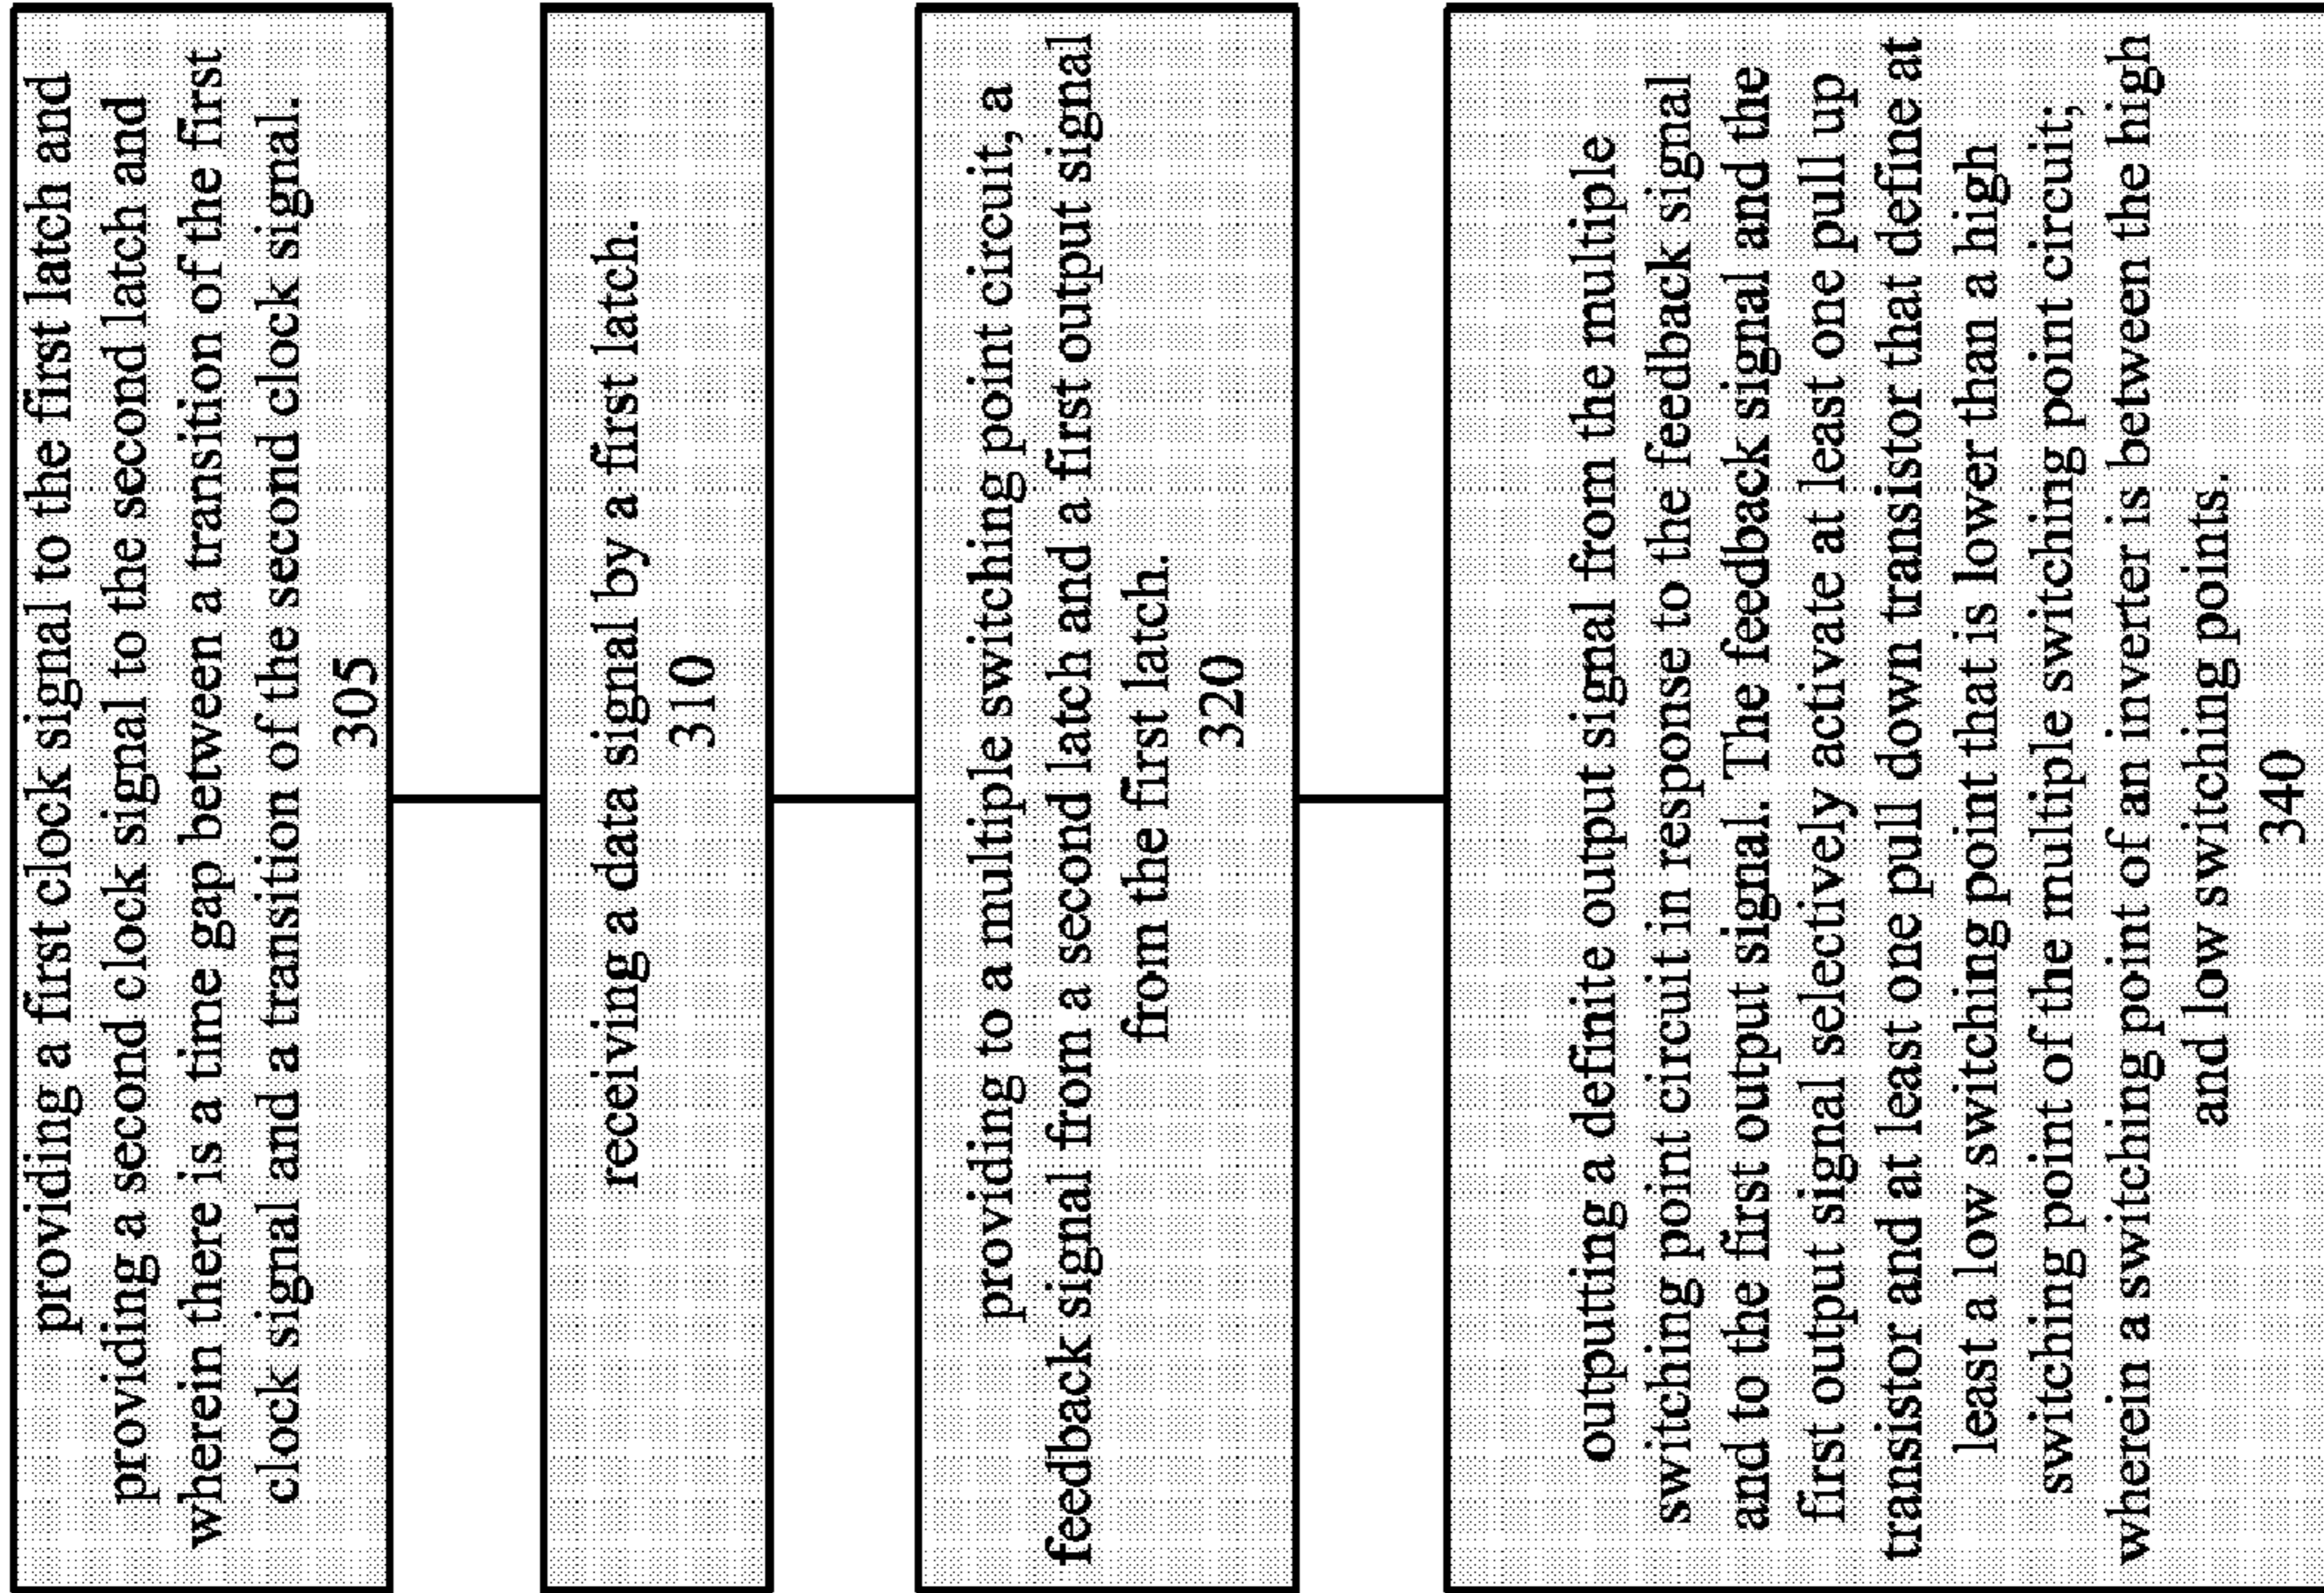 providing a first clock signal to the first latch and
providing a second clock signal to the second latch and
wherein there is a time gap between a transition of the first
clock signal and a transition of the second clock signal.
305
receiving a data signal by a first latch.
310
providing to a multiple switching point circuit, a
feedback signal from a second latch and a first output signal
from the first latch.
320
outputting a definite output signal from the multiple
switching point circuit in response to the feedback signal
and to the first output signal. The feedback signal and the
first output signal selectively activate at least one pull up
transistor and at least one pull down transistor that define at
least a low switching point that is lower than a high
switching point of the multiple switching point circuit;
wherein a switching point of an inverter is between the high
and low switching points.
340